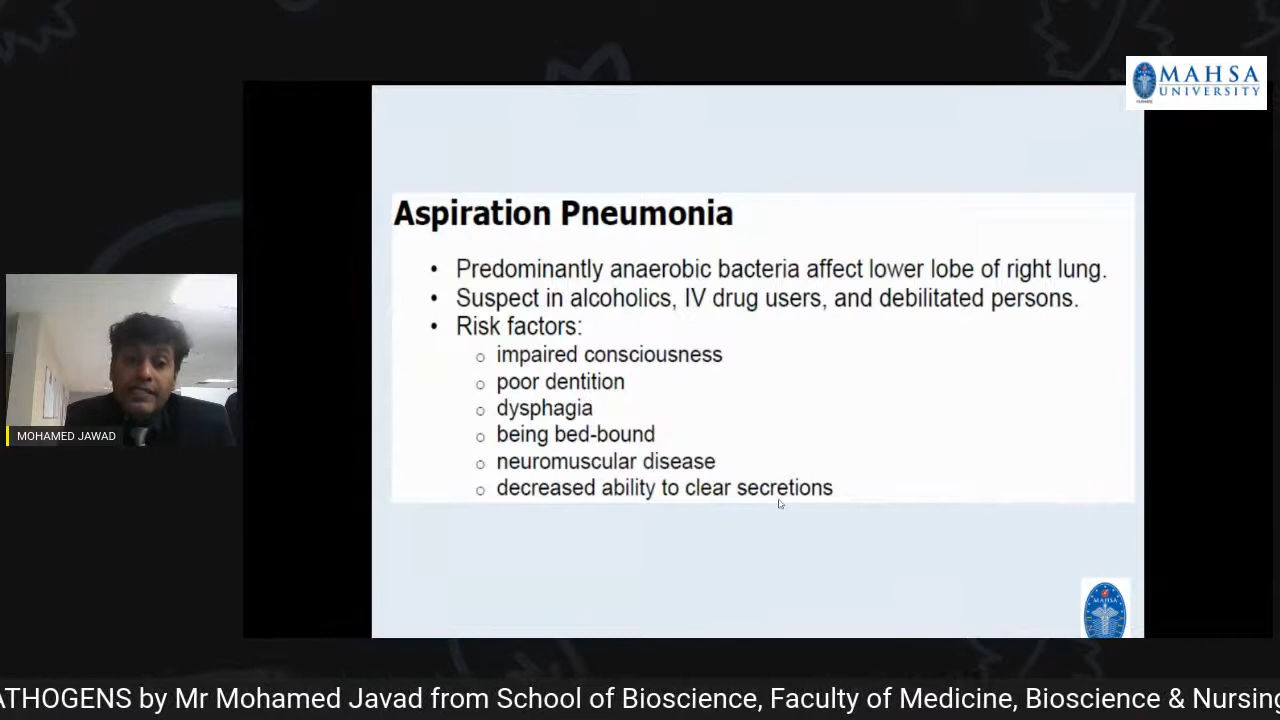 MAHSA
UNIVERSITY
Aspiration Pneumonia
• Predominantly anaerobic bacteria affect lower lobe of right lung.
• Suspect in alcoholics, IV drug users, and debilitated persons.
• Risk factors:
o impaired consciousness
o poor dentition
o dysphagia
o being bed-bound
o neuromuscular disease
o decreased ability to clear secretions
MOHAMED JAWAD
MAHSA
ATHOGENS by Mr Mohamed Javad from School of Bioscience, Faculty of Medicine, Bioscience & Nursing